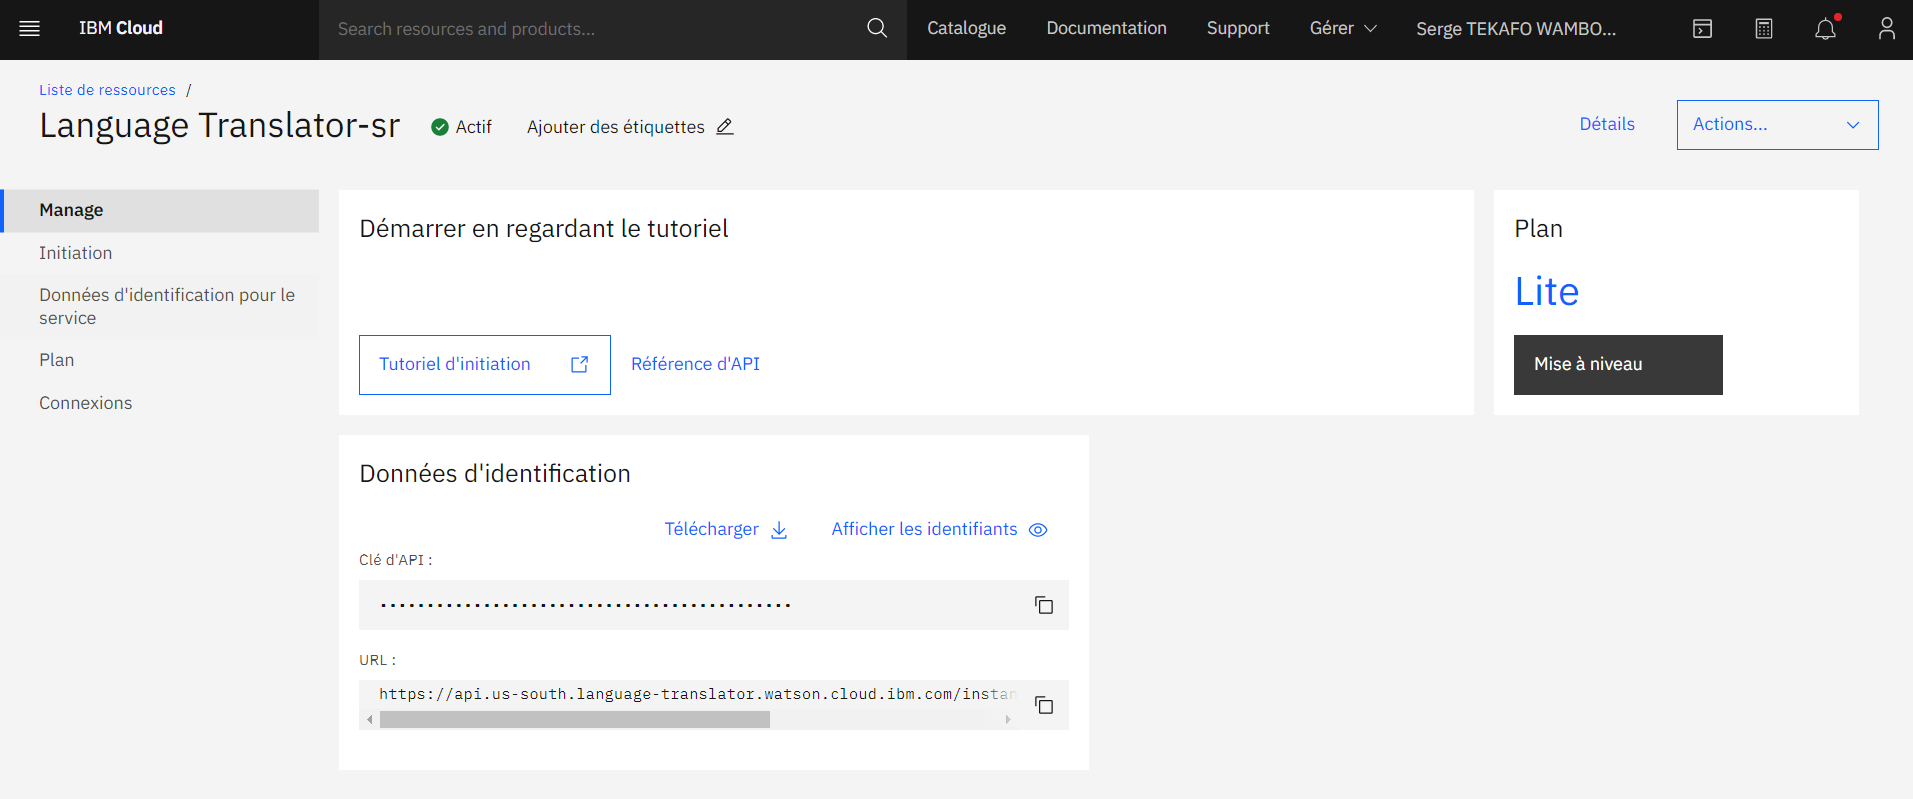 IBM Cloud
Search resources and products...
Catalogue
Documentation
Support
Gérer
Serge TEKAFO WAMBO...
Liste de ressources /
Language Translator-sr
Actif
Ajouter des étiquettes
Détails
Actions...
Manage
Initiation
Données d'identification pour le
service
Plan
Connexions
Démarrer en regardant le tutoriel
Tutoriel d'initiation
Référence d'API
Plan
Lite
Mise à niveau
Données d'identification
Télécharger
Afficher les identifiants
Clé d'API :
URL :
https://api.us-south.language-translator.watson.cloud.ibm.com/instan